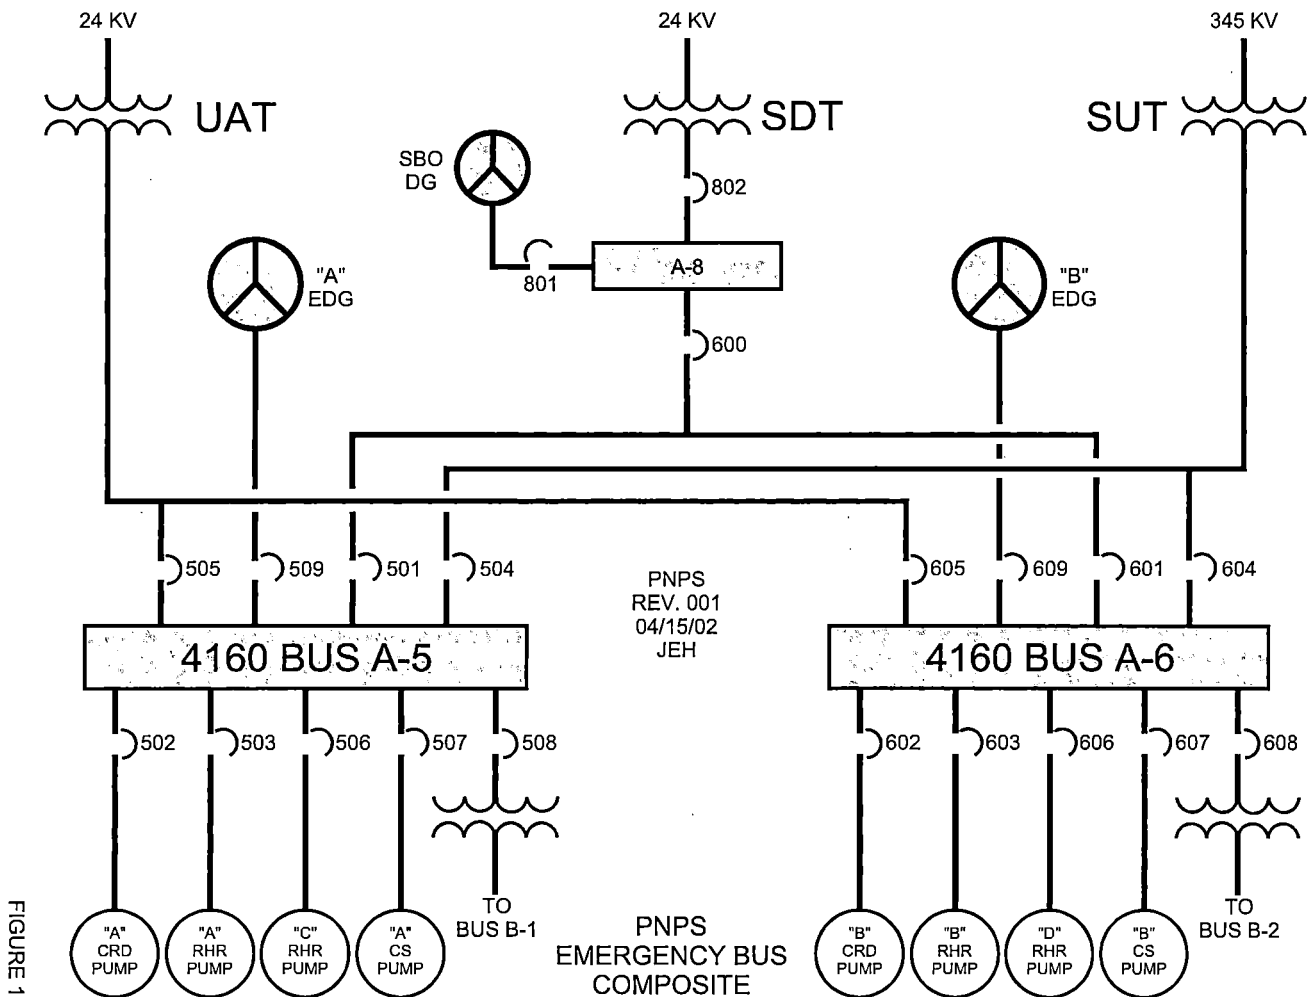 24 KV
24 KV
345 KV
UAT
SDT
SUT
SBO
DG
802
"A"
EDG
801
A-8
"B"
EDG
600
505
509
501
504
605
609
601
604
PNPS
REV. 001
04/15/02
JEH
4160 BUS A-5
4160 BUS A-6
502
503
506
507
508
602
603
606
607
608
"A"
CRD
PUMP
"A"
RHR
PUMP
"C"
RHR
PUMP
"A"
CS
PUMP
TO
BUS B-1
PNPS
EMERGENCY BUS
COMPOSITE
"B"
CRD
PUMP
"B"
RHR
PUMP
"D"
RHR
PUMP
"B"
CS
PUMP
TO
BUS B-2
FIGURE 1